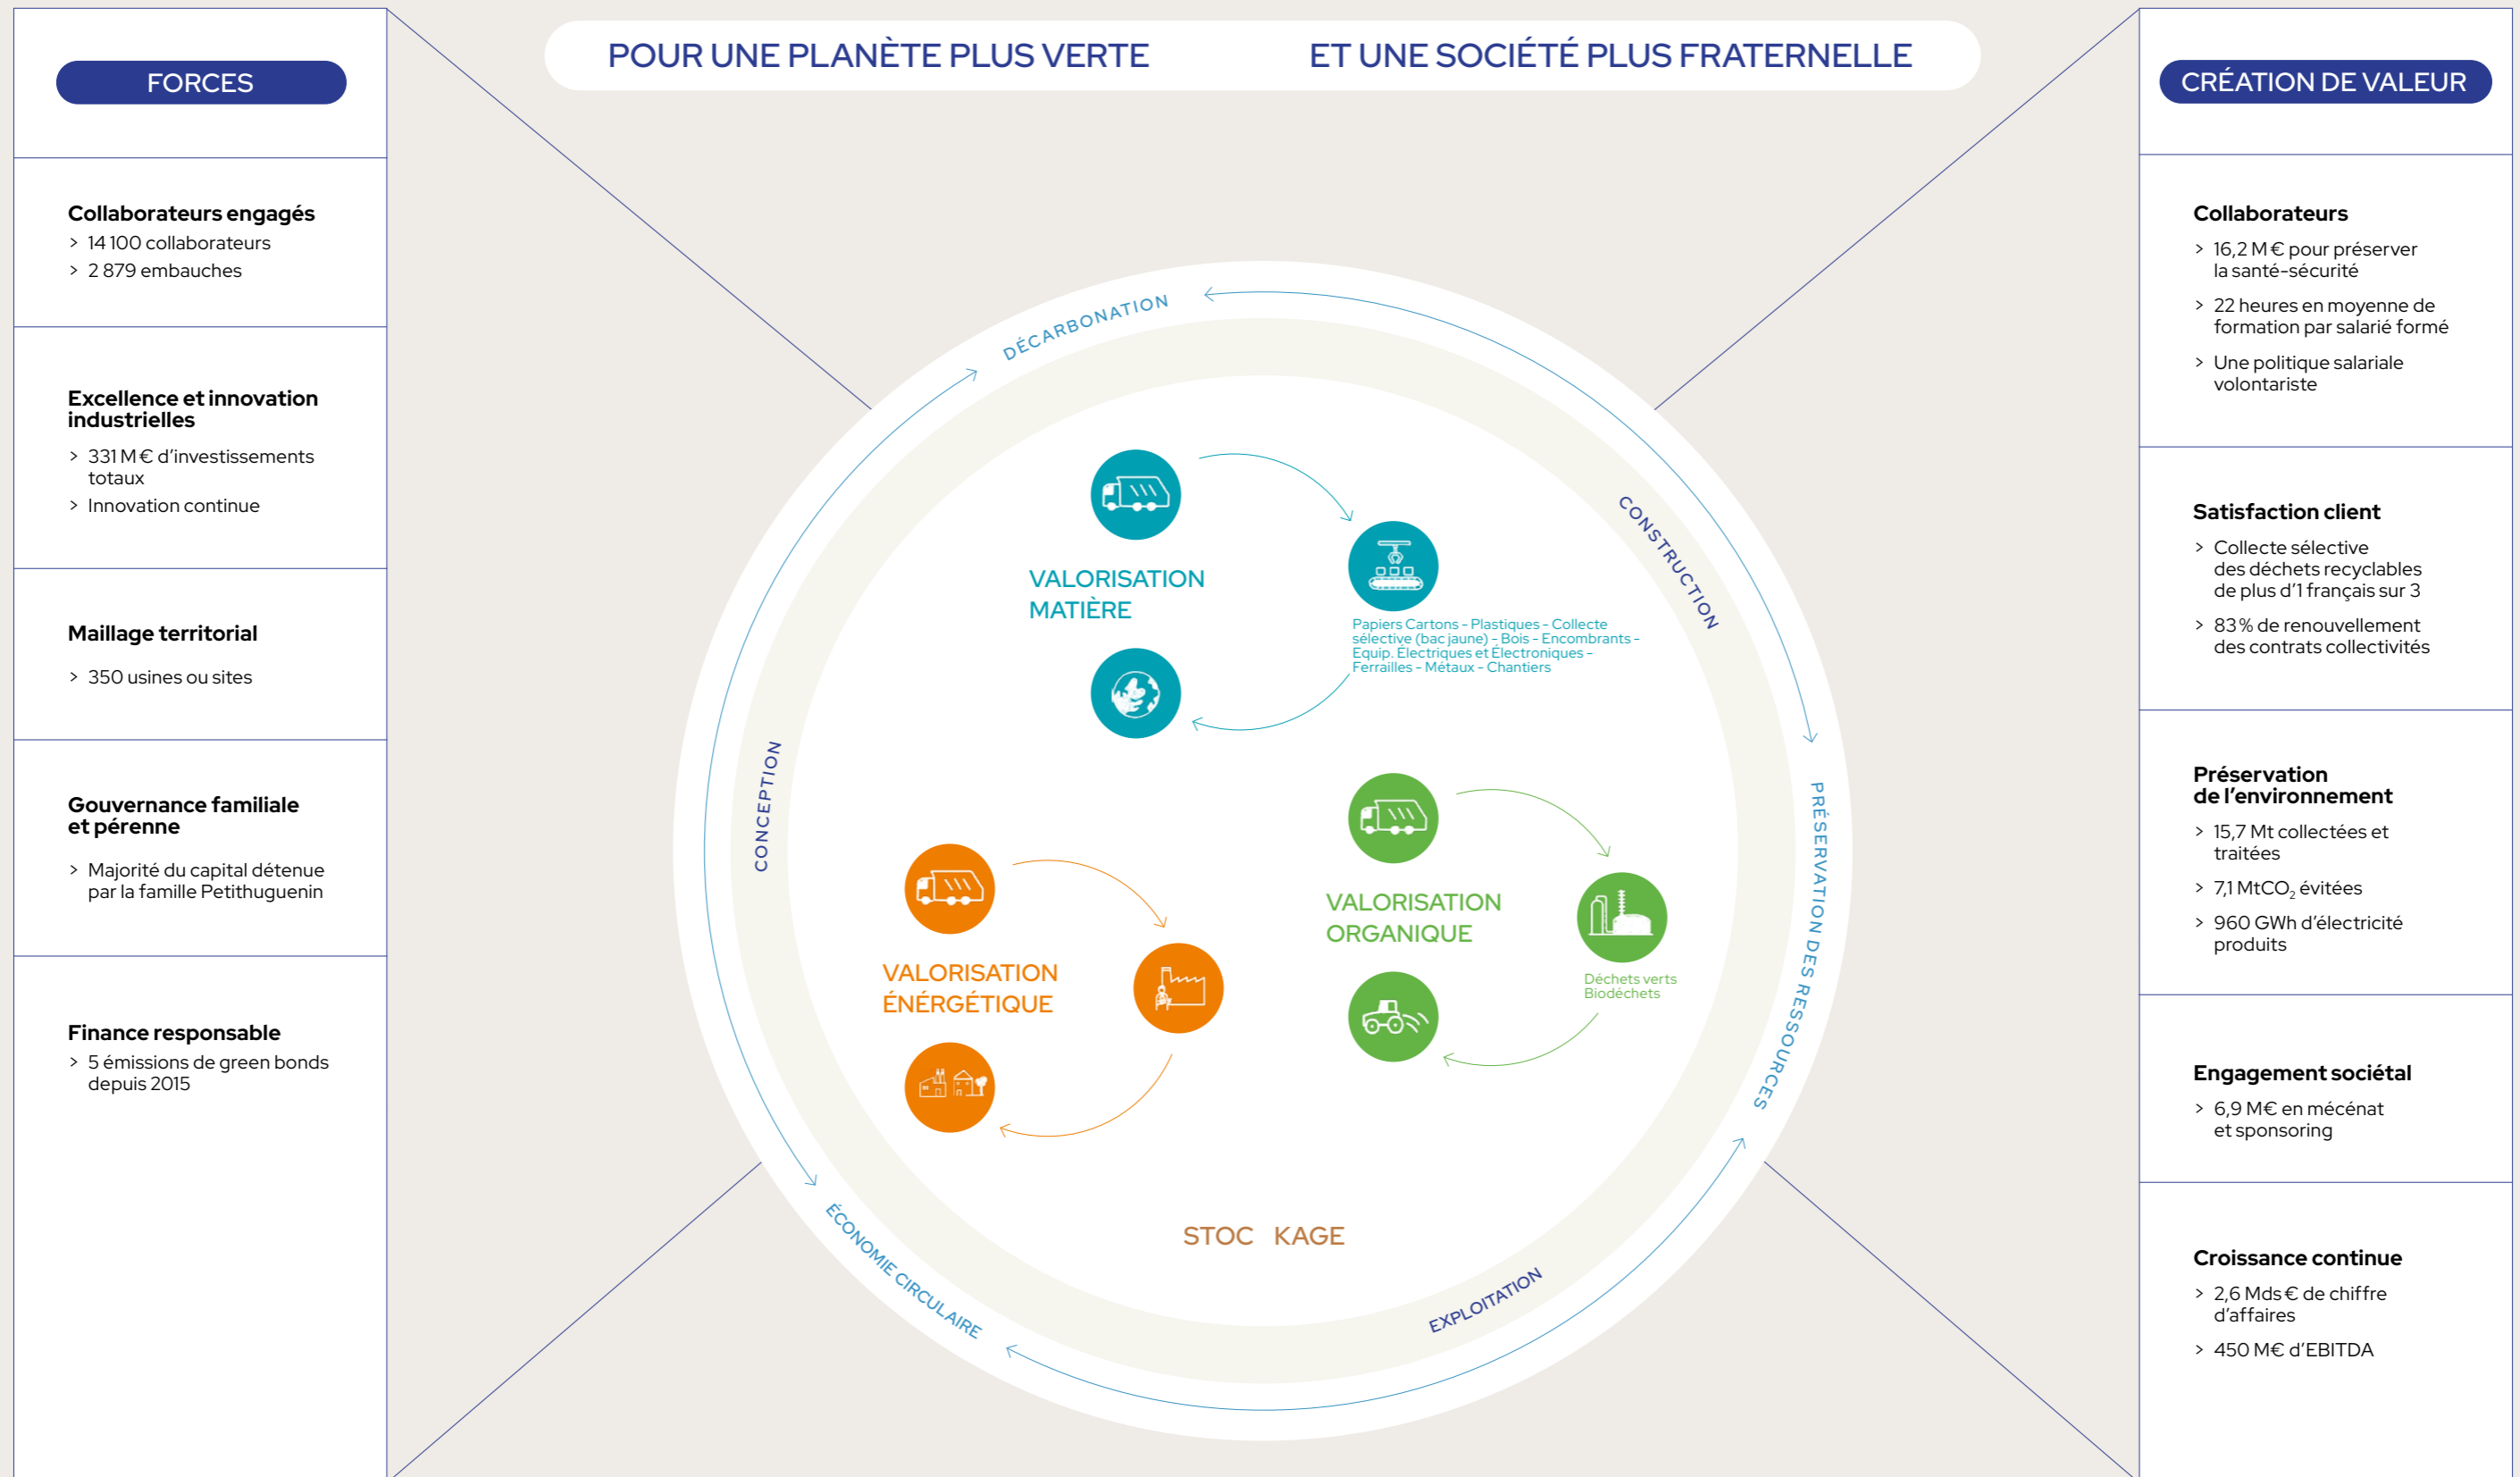 POUR UNE PLANÈTE PLUS VERTE ET UNE SOCIÉTÉ PLUS FRATERNELLE
FORCES
Collaborateurs engagés
> 14 100 collaborateurs
> 2 879 embauches
Excellence et innovation
industrielles
> 331 M € d’investissements
totaux
> Innovation continue
Maillage territorial
> 350 usines ou sites
Gouvernance familiale
et pérenne
> Majorité du capital détenue
par la famille Petithuguenin
Finance responsable
> 5 émissions de green bonds
depuis 2015
DÉCARBONATION
CONSTRUCTION
PRÉSERVATION DES RESSOURCES
EXPLOITATION
ÉCONOMIE CIRCULAIRE
CONCEPTION
VALORISATION
MATIÈRE
Papiers Cartons - Plastiques - Collecte
sélective (bac jaune) - Bois - Encombrants -
Equip. Électriques et Électroniques -
Ferrailles - Métaux - Chantiers
VALORISATION
ORGANIQUE
Déchets verts
Biodéchets
VALORISATION
ÉNÉRGÉTIQUE
STOC KAGE
CRÉATION DE VALEUR
Collaborateurs
> 16,2 M € pour préserver
la santé-sécurité
> 22 heures en moyenne de
formation par salarié formé
> Une politique salariale
volontariste
Satisfaction client
> Collecte sélective
des déchets recyclables
de plus d’1 français sur 3
> 83 % de renouvellement
des contrats collectivités
Préservation
de l’environnement
> 15,7 Mt collectées et
traitées
> 7,1 MtCO₂ évitées
> 960 GWh d’électricité
produits
Engagement sociétal
> 6,9 M€ en mécénat
et sponsoring
Croissance continue
> 2,6 Mds € de chiffre
d’affaires
> 450 M€ d’EBITDA